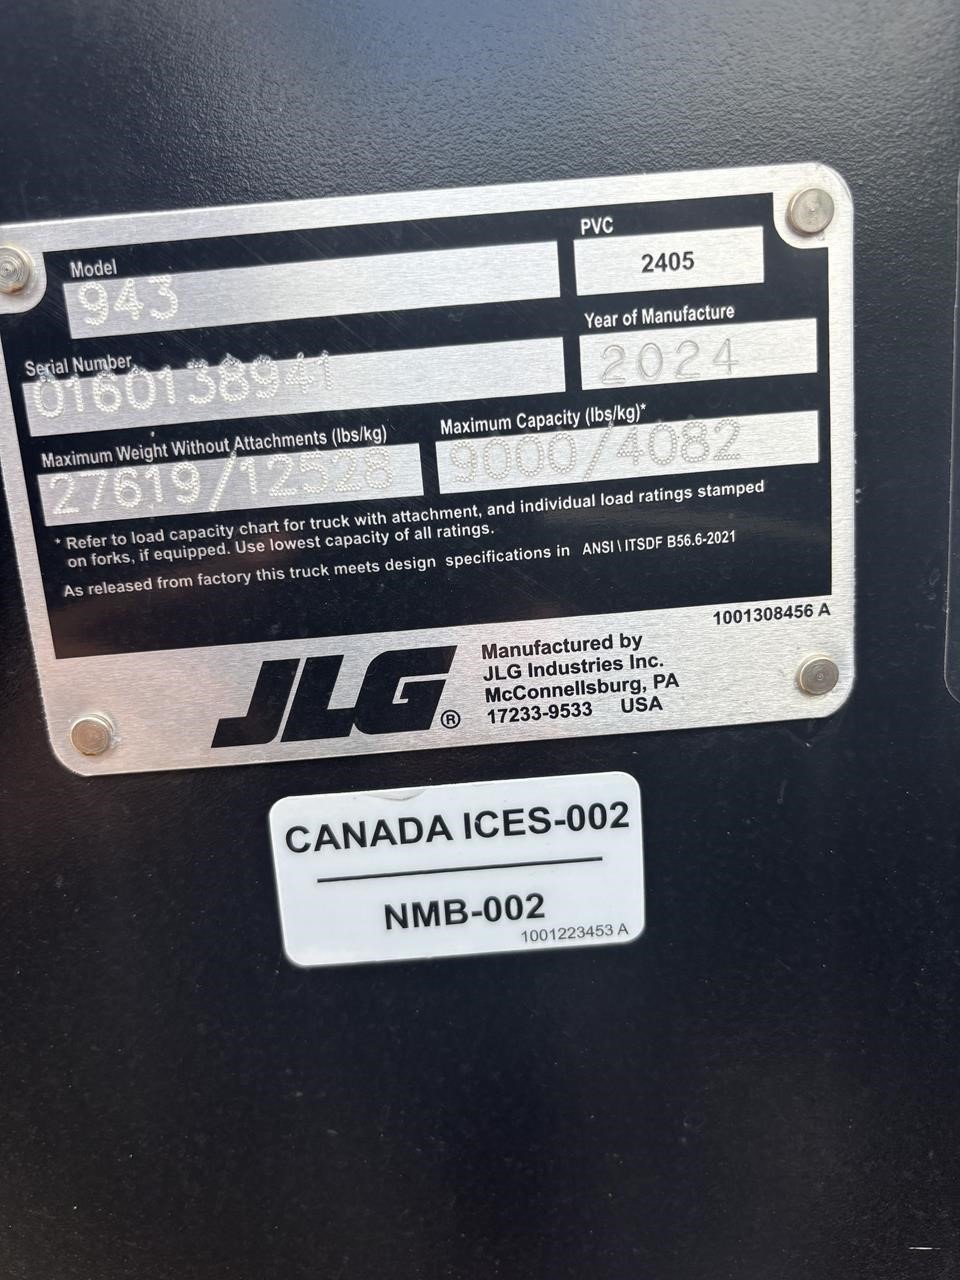 Model
943
PVC
2405
Serial Number
0160138941
Year of Manufacture
2024
Maximum Weight Without Attachments (lbs/kg)
27619/12528
Maximum Capacity (lbs/kg)*
9000/4082
* Refer to load capacity chart for truck with attachment, and individual load ratings stamped
on forks, if equipped. Use lowest capacity of all ratings.
As released from factory this truck meets design specifications in ANSI \ ITSDF B56.6-2021
1001308456 A
JLG®
Manufactured by
JLG Industries Inc.
McConnellsburg, PA
17233-9533 USA
CANADA ICES-002
NMB-002
1001223453 A